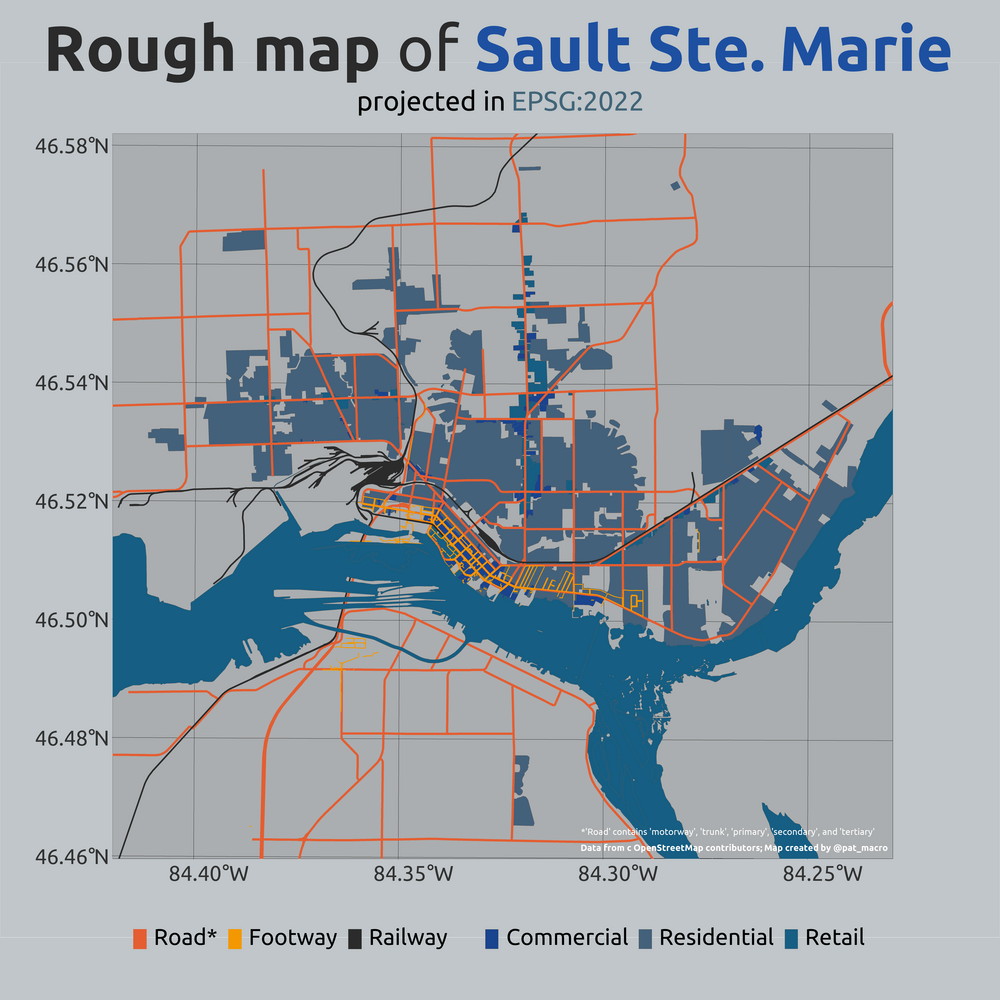 Rough map of Sault Ste. Marie
projected in EPSG:2022
46.58°N
46.56°N
46.54°N
46.52°N
46.50°N
46.48°N
46.46°N
*'Road' contains 'motorway', 'trunk', 'primary', 'secondary', and 'tertiary'
Data from c OpenStreetMap contributors; Map created by @pat_macro
84.40°W 84.35°W 84.30°W 84.25°W
Road* Footway Railway Commercial Residential Retail